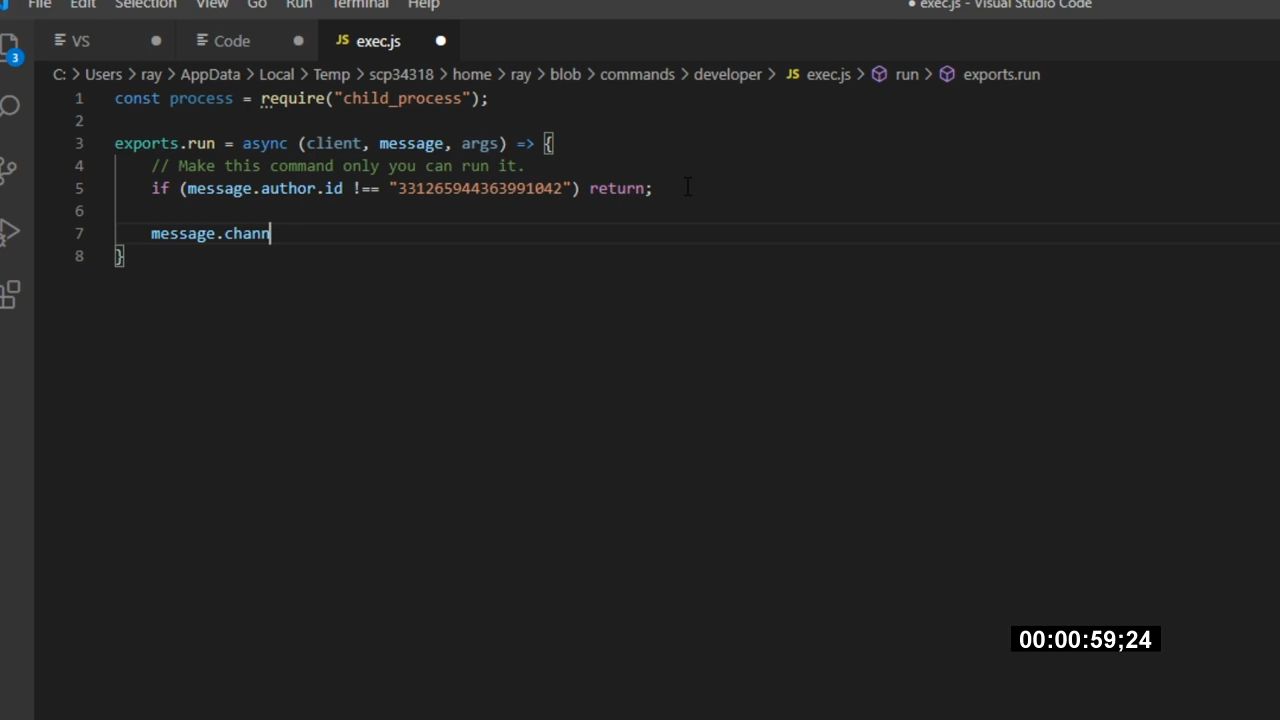 File Edit Selection View Go Run Terminal Help ● exec.js - Visual Studio Code
VS Code JS exec.js
3
C: > Users > ray > AppData > Local > Temp > scp34318 > home > ray > blob > commands > developer > JS exec.js > run > exports.run
1 const process = require("child_process");
2
3 exports.run = async (client, message, args) => {
4 // Make this command only you can run it.
5 if (message.author.id !== "331265944363991042") return;
6
7 message.chann
8 }
00:00:59;24